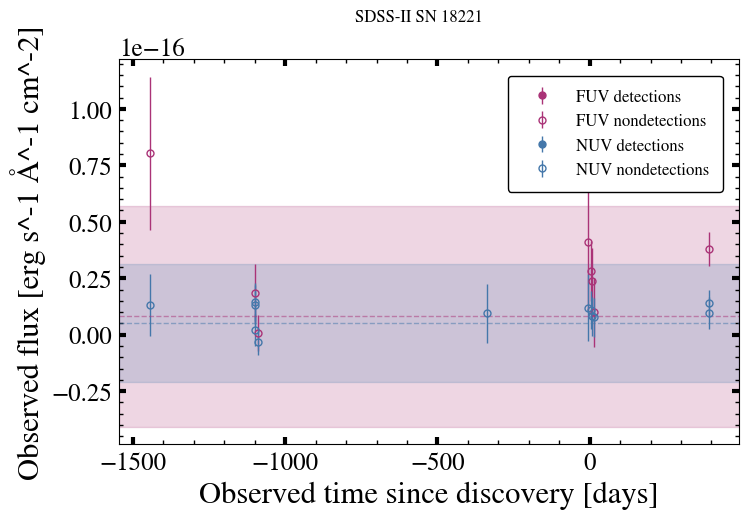 SDSS-II SN 18221
1e−16
Observed flux [erg s^-1 Å^-1 cm^-2]
1.00
0.75
0.50
0.25
0.00
−0.25
FUV detections
FUV nondetections
NUV detections
NUV nondetections
−1500 −1000 −500 0
Observed time since discovery [days]